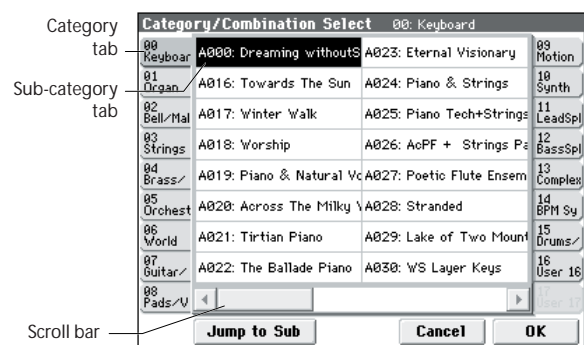 Category tab
Sub-category tab
Scroll bar
Category/Combination Select 00: Keyboard
00 Keyboar
01 Organ
02 Bell/Mal
03 Strings
04 Brass/
05 Orchest
06 World
07 Guitar/
08 Pads/V
A000: Dreaming withoutS
A016: Towards The Sun
A017: Winter Walk
A018: Worship
A019: Piano & Natural Vo
A020: Across The Milky
A021: Tirtian Piano
A022: The Ballade Piano
A023: Eternal Visionary
A024: Piano & Strings
A025: Piano Tech+Strings
A026: AcPF + Strings Pa
A027: Poetic Flute Ensem
A028: Stranded
A029: Lake of Two Mount
A030: WS Layer Keys
09 Motion
10 Synth
11 LeadSpl
12 BassSpl
13 Complex
14 BPM Sy
15 Drums/
16 User 16
17 User 17
Jump to Sub
Cancel
OK